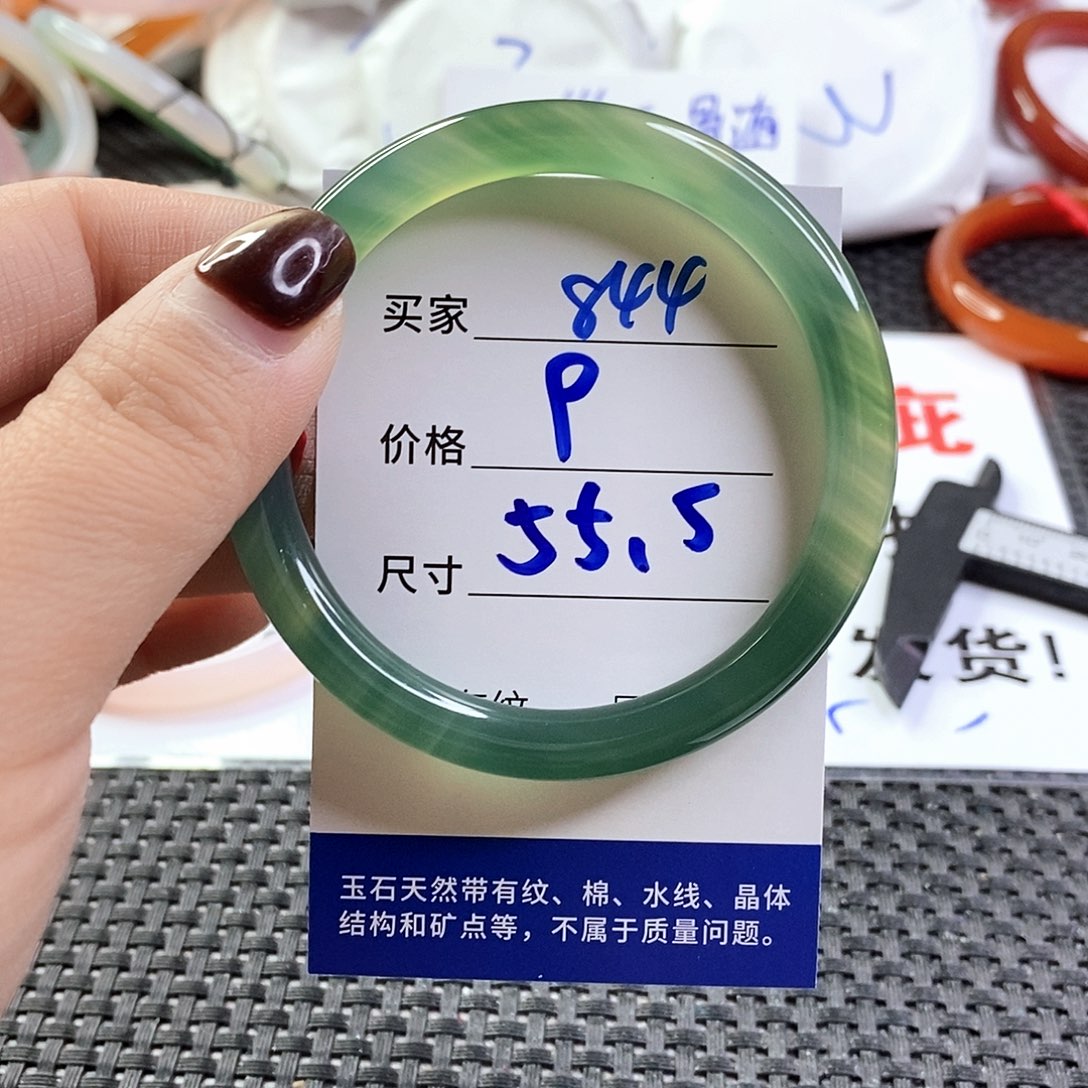 买家 844
价格 P
尺寸 55.5
玉石天然带有纹、棉、水线、晶体
结构和矿点等，不属于质量问题。
发货！